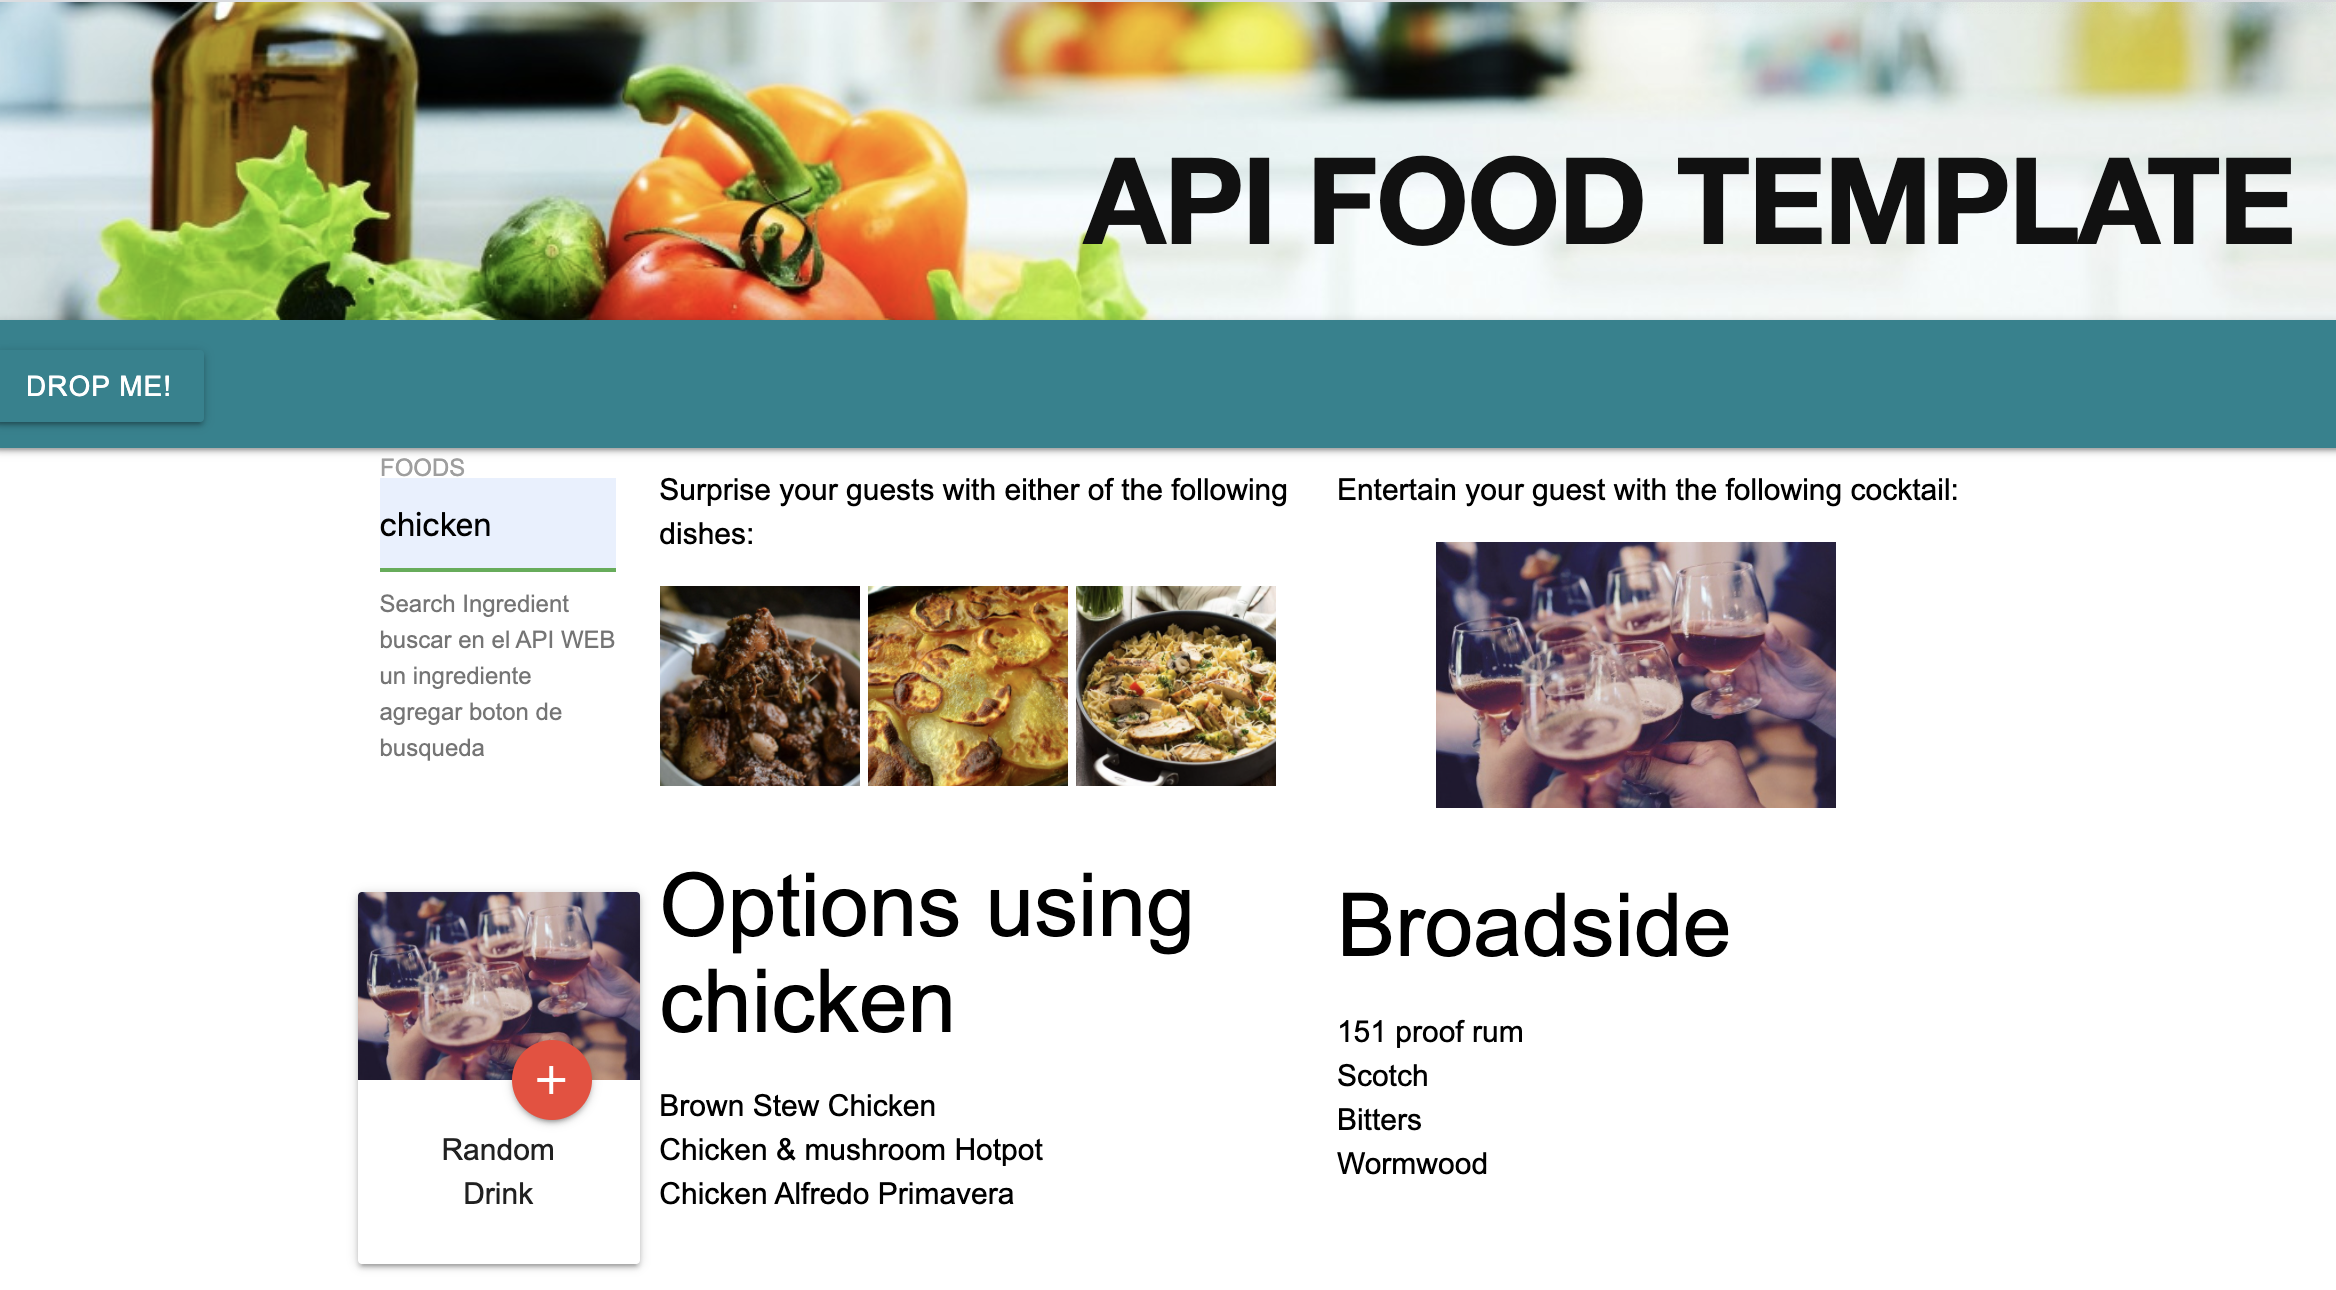 API FOOD TEMPLATE
DROP ME!
FOODS
chicken
Search Ingredient
buscar en el API WEB
un ingrediente
agregar boton de
busqueda
Random
Drink
Surprise your guests with either of the following
dishes:
Options using
chicken
Brown Stew Chicken
Chicken & mushroom Hotpot
Chicken Alfredo Primavera
Entertain your guest with the following cocktail:
Broadside
151 proof rum
Scotch
Bitters
Wormwood